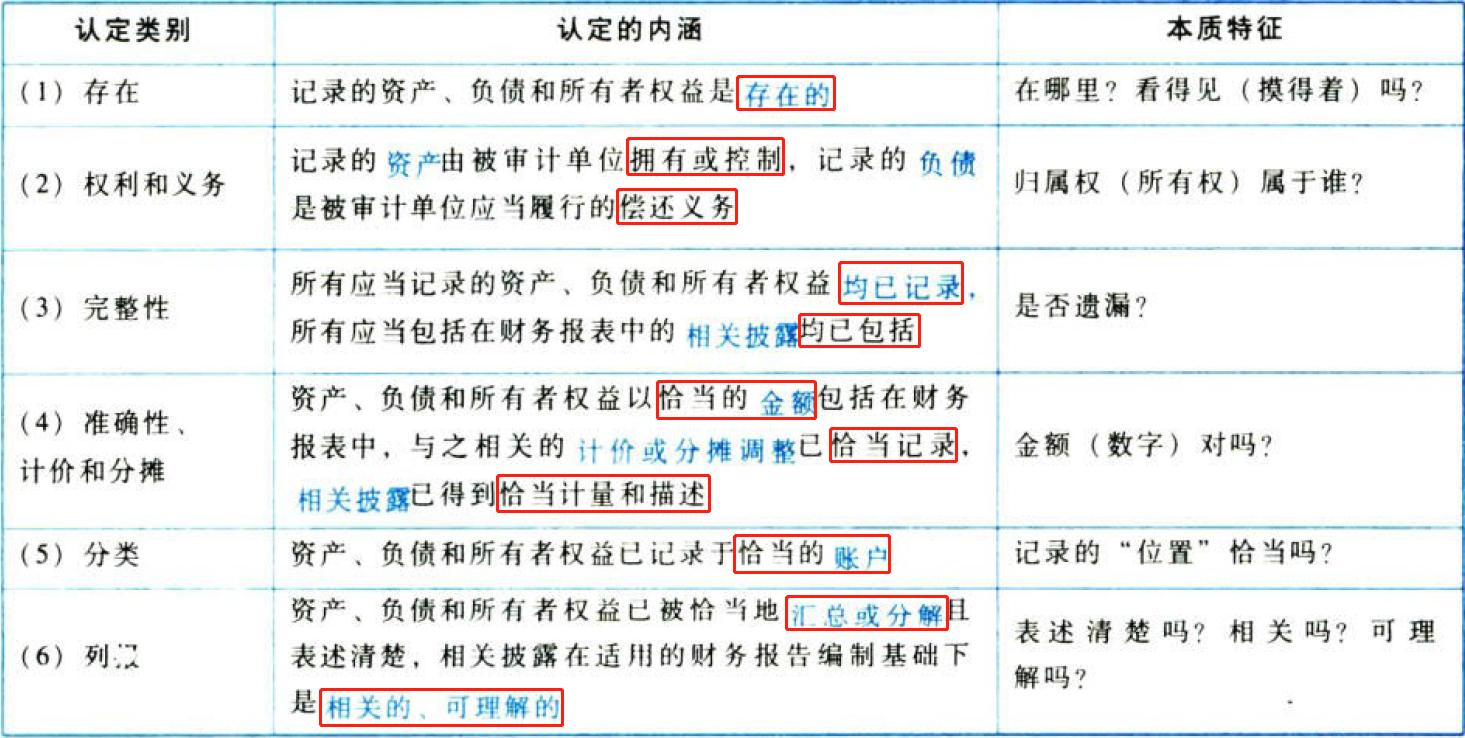 认定类别 认定的内涵 本质特征
(1) 存在 记录的资产、负债和所有者权益是存在的 在哪里?看得见(摸得着)吗?
(2) 权利和义务 记录的资产由被审计单位拥有或控制,记录的负债
是被审计单位应当履行的偿还义务
归属权(所有权)属于谁?
(3) 完整性 所有应当记录的资产、负债和所有者权益均已记录,
所有应当包括在财务报表中的相关披露均已包括
是否遗漏?
(4) 准确性、
计价和分摊
资产、负债和所有者权益以恰当的金额包括在财务
报表中,与之相关的计价或分摊调整已恰当记录,
相关披露已得到恰当计量和描述
金额(数字)对吗?
(5) 分类 资产、负债和所有者权益已记录于恰当的账户 记录的“位置”恰当吗?
(6) 列报 资产、负债和所有者权益已被恰当地汇总或分解且
表述清楚,相关披露在适用的财务报告编制基础下
是相关的、可理解的
表述清楚吗?相关吗?可理
解吗?